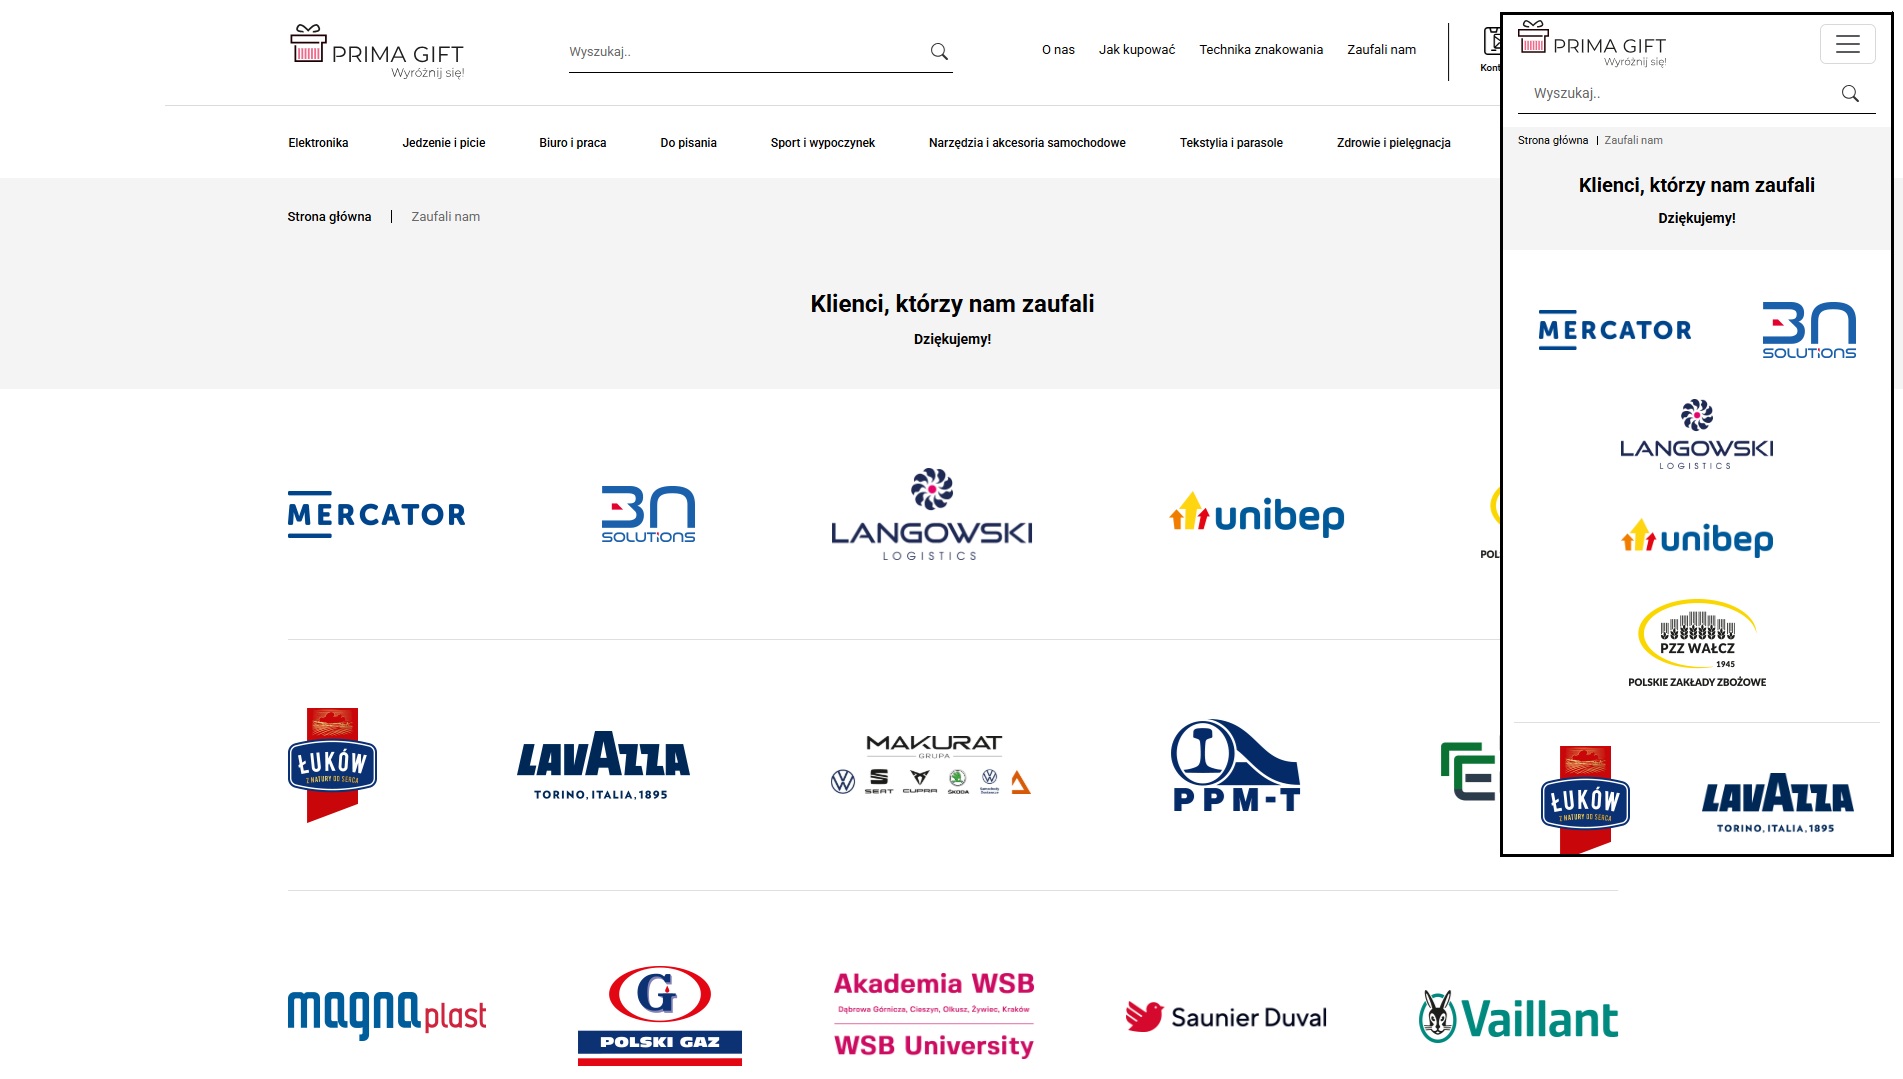 PRIMA GIFT
Wyróżnij się!
Wyszukaj..
O nas
Jak kupować
Technika znakowania
Zaufali nam
Elektronika
Jedzenie i picie
Biuro i praca
Do pisania
Sport i wypoczynek
Narzędzia i akcesoria samochodowe
Tekstylia i parasole
Zdrowie i pielęgnacja
Strona główna
Zaufali nam
Klienci, którzy nam zaufali
Dziękujemy!
MERCATOR
3N
SOLUTIONS
LANGOWSKI
LOGISTICS
unibep
ŁUKÓW
Z NATURY OD SERCA
LAVAZZA
TORINO, ITALIA, 1895
MAKURAT
GRUPA
SEAT
CUPRA
ŠKODA
PPM-T
magnaplast
G
POLSKI GAZ
Akademia WSB
Dąbrowa Górnicza, Cieszyn, Olkusz, Żywiec, Kraków
WSB University
Saunier Duval
Vaillant
PRIMA GIFT
Wyróżnij się!
Wyszukaj..
Strona główna
Zaufali nam
Klienci, którzy nam zaufali
Dziękujemy!
MERCATOR
3N
SOLUTIONS
LANGOWSKI
LOGISTICS
unibep
PZZ WAŁCZ
1945
POLSKIE ZAKŁADY ZBOŻOWE
ŁUKÓW
Z NATURY OD SERCA
LAVAZZA
TORINO, ITALIA, 1895